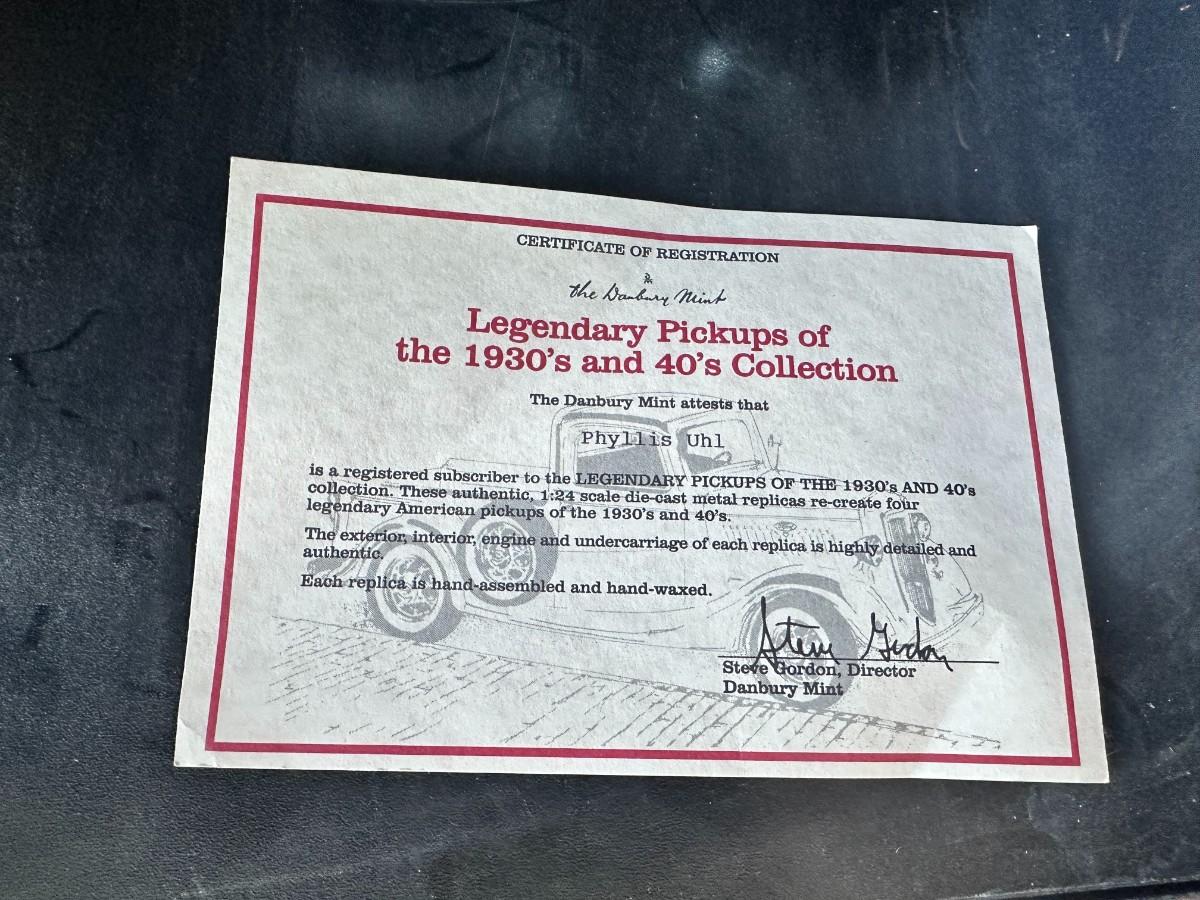 CERTIFICATE OF REGISTRATION
the Danbury Mint
Legendary Pickups of
the 1930's and 40's Collection
The Danbury Mint attests that
Phyllis Uhl
is a registered subscriber to the LEGENDARY PICKUPS OF THE 1930's AND 40's
collection. These authentic, 1:24 scale die-cast metal replicas re-create four
legendary American pickups of the 1930's and 40's.
The exterior, interior, engine and undercarriage of each replica is highly detailed and
authentic.
Each replica is hand-assembled and hand-waxed.
Steve Gordon
Steve Gordon, Director
Danbury Mint